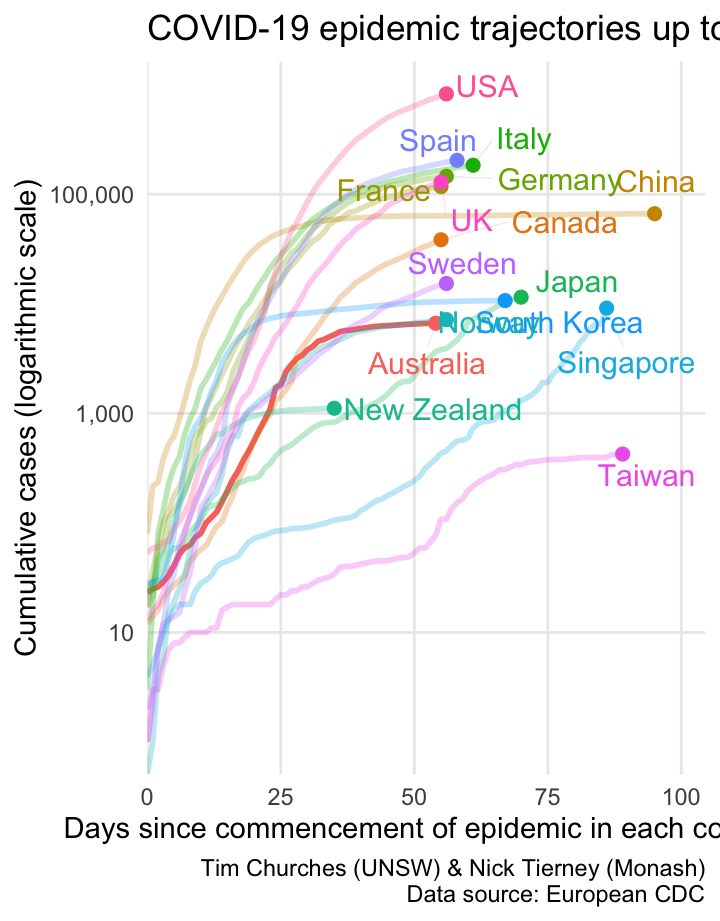 COVID-19 epidemic trajectories up to
USA
Spain
Italy
Germany
China
France
UK
Canada
Sweden
Japan
Norway
South Korea
Australia
Singapore
New Zealand
Taiwan
Cumulative cases (logarithmic scale)
100,000
1,000
10
0 25 50 75 100
Days since commencement of epidemic in each co
Tim Churches (UNSW) & Nick Tierney (Monash)
Data source: European CDC